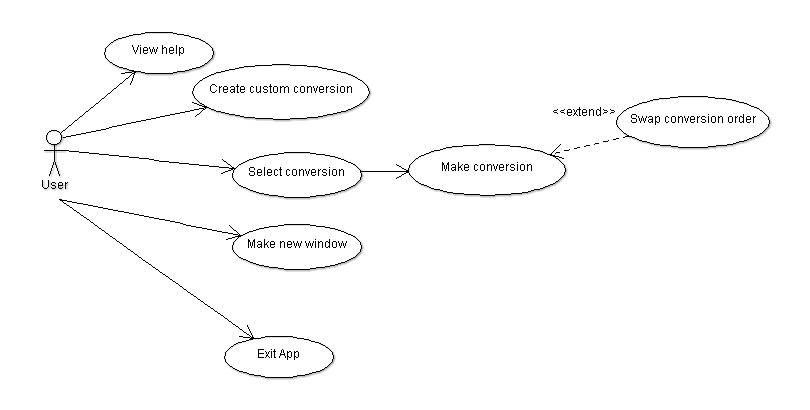 View help
Create custom conversion
<<extend>>
Swap conversion order
User
Select conversion
Make conversion
Make new window
Exit App